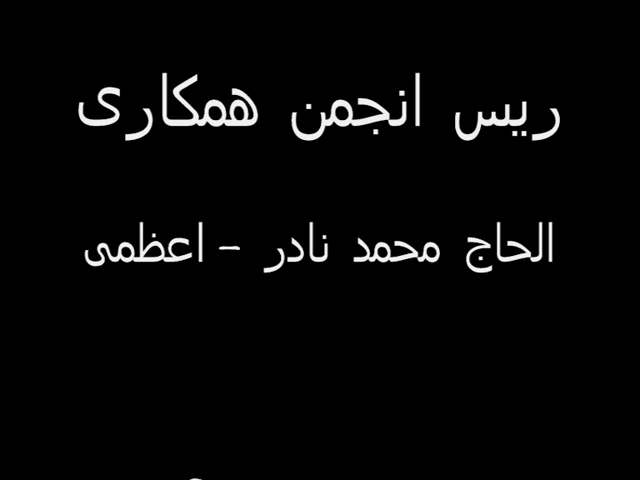 ریس انجمن همکاری
الحاج محمد نادر - اعظمی